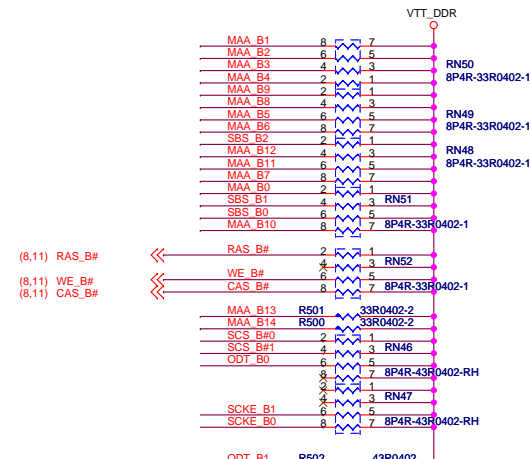 VTT_DDR
MAA_B1 8 7
MAA_B2 6 5
MAA_B3 4 3 RN50
MAA_B4 2 1 8P4R-33R0402-1
MAA_B9 2 1
MAA_B8 4 3
MAA_B5 6 5 RN49
MAA_B6 8 7 8P4R-33R0402-1
SBS_B2 2 1
MAA_B12 4 3 RN48
MAA_B11 6 5 8P4R-33R0402-1
MAA_B7 8 7
MAA_B0 2 1
SBS_B1 4 3 RN51
SBS_B0 6 5
MAA_B10 8 7 8P4R-33R0402-1
(8,11) RAS_B# RAS_B# 2 1
4 3 RN52
(8,11) WE_B# WE_B# 6 5
(8,11) CAS_B# CAS_B# 8 7 8P4R-33R0402-1
MAA_B13 R501 33R0402-2
MAA_B14 R500 33R0402-2
SCS_B#0 2 1
SCS_B#1 4 3 RN46
ODT_B0 6 5
8 7 8P4R-43R0402-RH
2 1
4 3 RN47
SCKE_B1 6 5
SCKE_B0 8 7 8P4R-43R0402-RH
ODT_B1 R502 43R0402